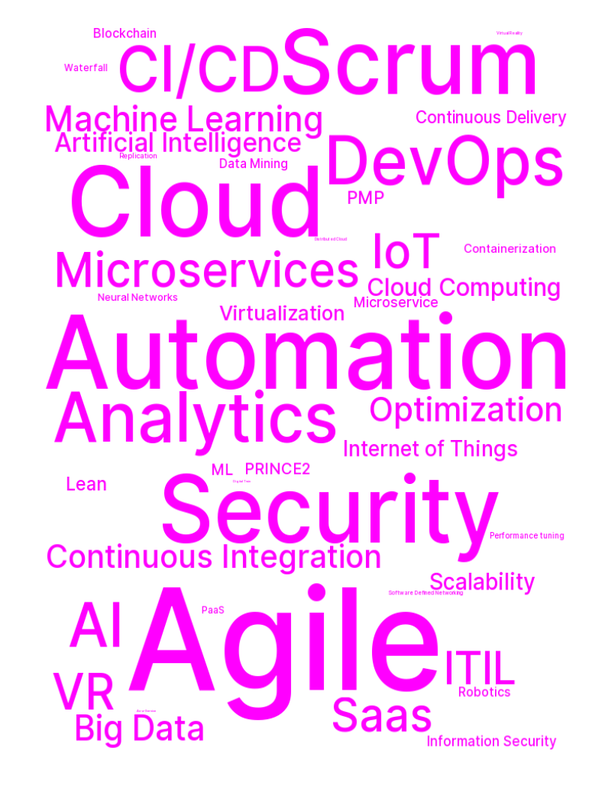 Blockchain
Virtual Reality
Waterfall
CI/CD
Scrum
Machine Learning
Continuous Delivery
Artificial Intelligence
Replication
Data Mining
DevOps
PMP
Cloud
Distributed Cloud
IoT
Containerization
Microservices
Cloud Computing
Neural Networks
Microservice
Virtualization
Automation
Analytics
Optimization
Internet of Things
ML
PRINCE2
Lean
Digital Twin
Security
Performance tuning
Continuous Integration
Scalability
Software Defined Networking
AI
PaaS
Agile
ITIL
VR
Robotics
Saas
Big Data
Information Security